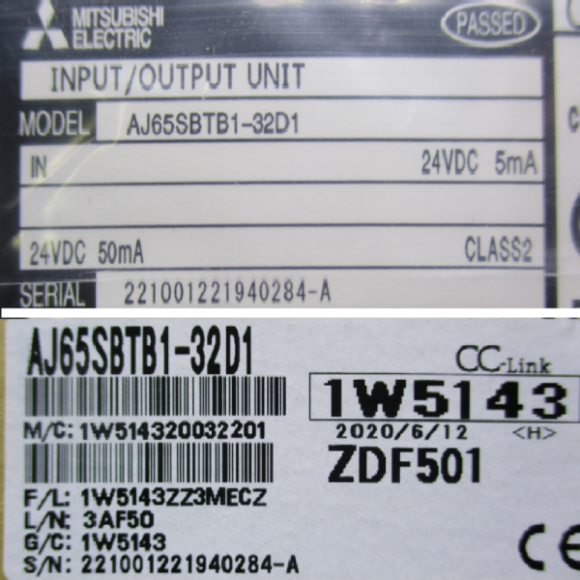 MITSUBISHI
ELECTRIC
PASSED
INPUT/OUTPUT UNIT
MODEL AJ65SBTB1-32D1
IN 24VDC 5mA
24VDC 50mA CLASS2
SERIAL 221001221940284-A
AJ65SBTB1-32D1
CC-Link
1W5143
M/C: 1W514320032201
2020/6/12 <H>
ZDF501
F/L: 1W5143ZZ3MECZ
L/N: 3AF50
G/C: 1W5143
S/N: 221001221940284-A
CE